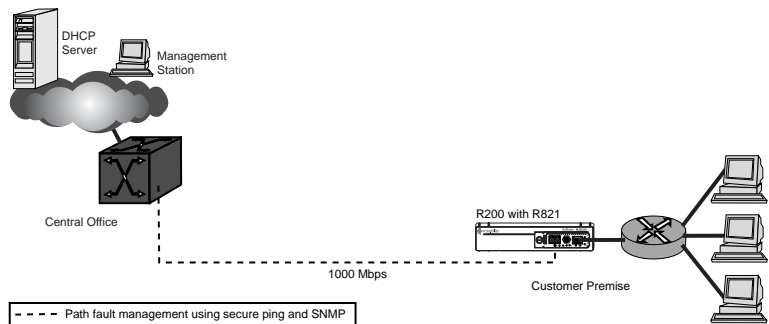 DHCP
Server
Management
Station
Central Office
R200 with R821
1000 Mbps
Customer Premise
Path fault management using secure ping and SNMP